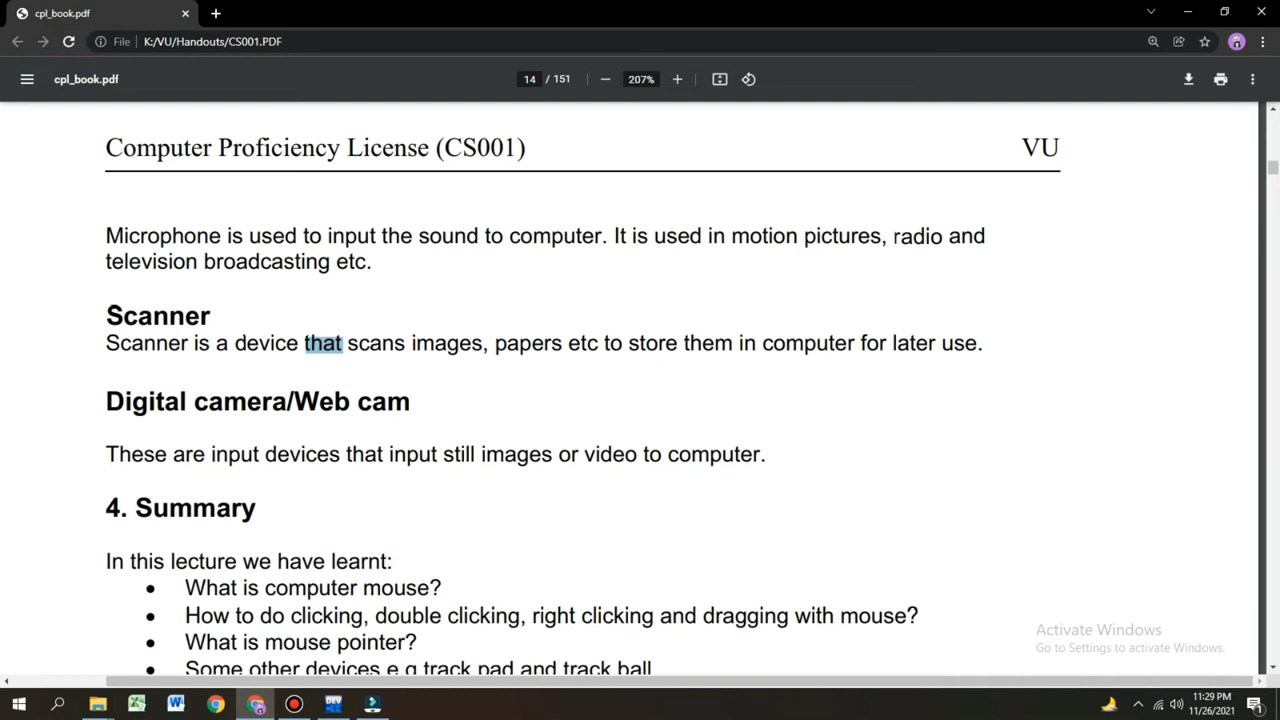 cpl_book.pdf
File K:/VU/Handouts/CS001.PDF
cpl_book.pdf 14 / 151 207%
Computer Proficiency License (CS001) VU
Microphone is used to input the sound to computer. It is used in motion pictures, radio and
television broadcasting etc.
Scanner
Scanner is a device that scans images, papers etc to store them in computer for later use.
Digital camera/Web cam
These are input devices that input still images or video to computer.
4. Summary
In this lecture we have learnt:
• What is computer mouse?
• How to do clicking, double clicking, right clicking and dragging with mouse?
• What is mouse pointer?
• Some other devices e.g track pad and track ball
Activate Windows
Go to Settings to activate Windows.
DEV
11:29 PM
11/26/2021